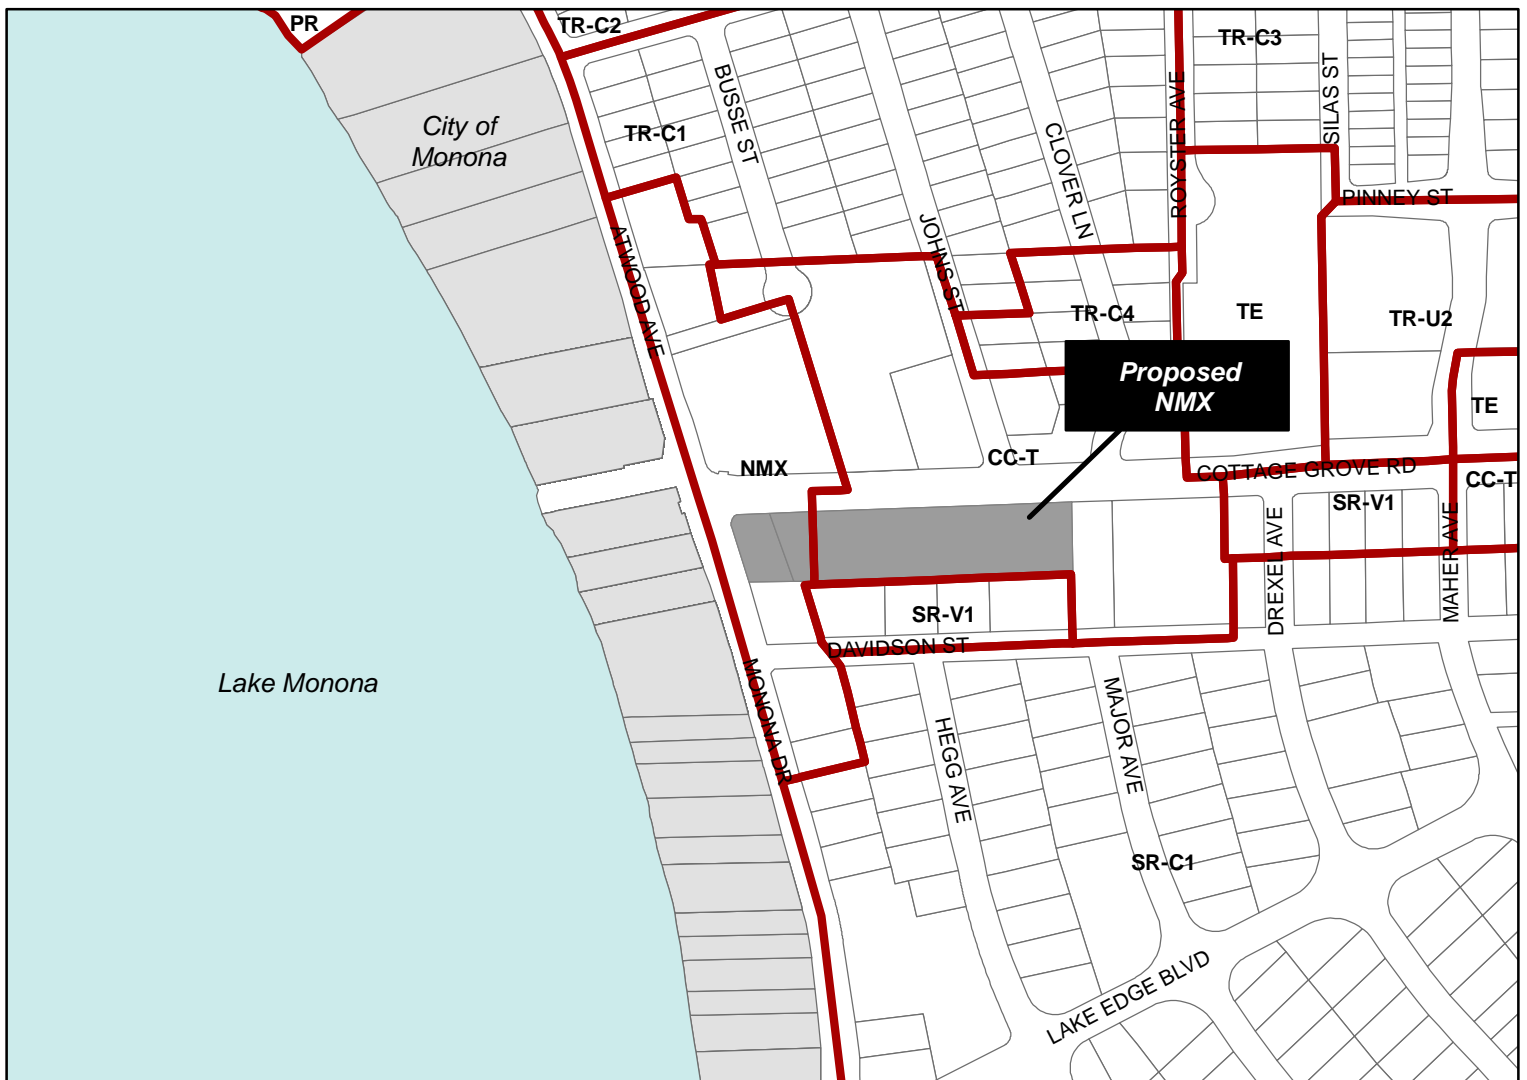 PR
TR-C2
TR-C3
SILAS ST
BUSSE ST
ROYSTER AVE
City of
Monona
TR-C1
CLOVER LN
PINNEY ST
JOHNS ST
ATWOOD AVE
TR-C4
TE
TR-U2
Proposed
NMX
TE
NMX
CC-T
COTTAGE GROVE RD
CC-T
SR-V1
DREXEL AVE
MAHER AVE
SR-V1
DAVIDSON ST
Lake Monona
MONONA DR
HEGG AVE
MAJOR AVE
SR-C1
LAKE EDGE BLVD